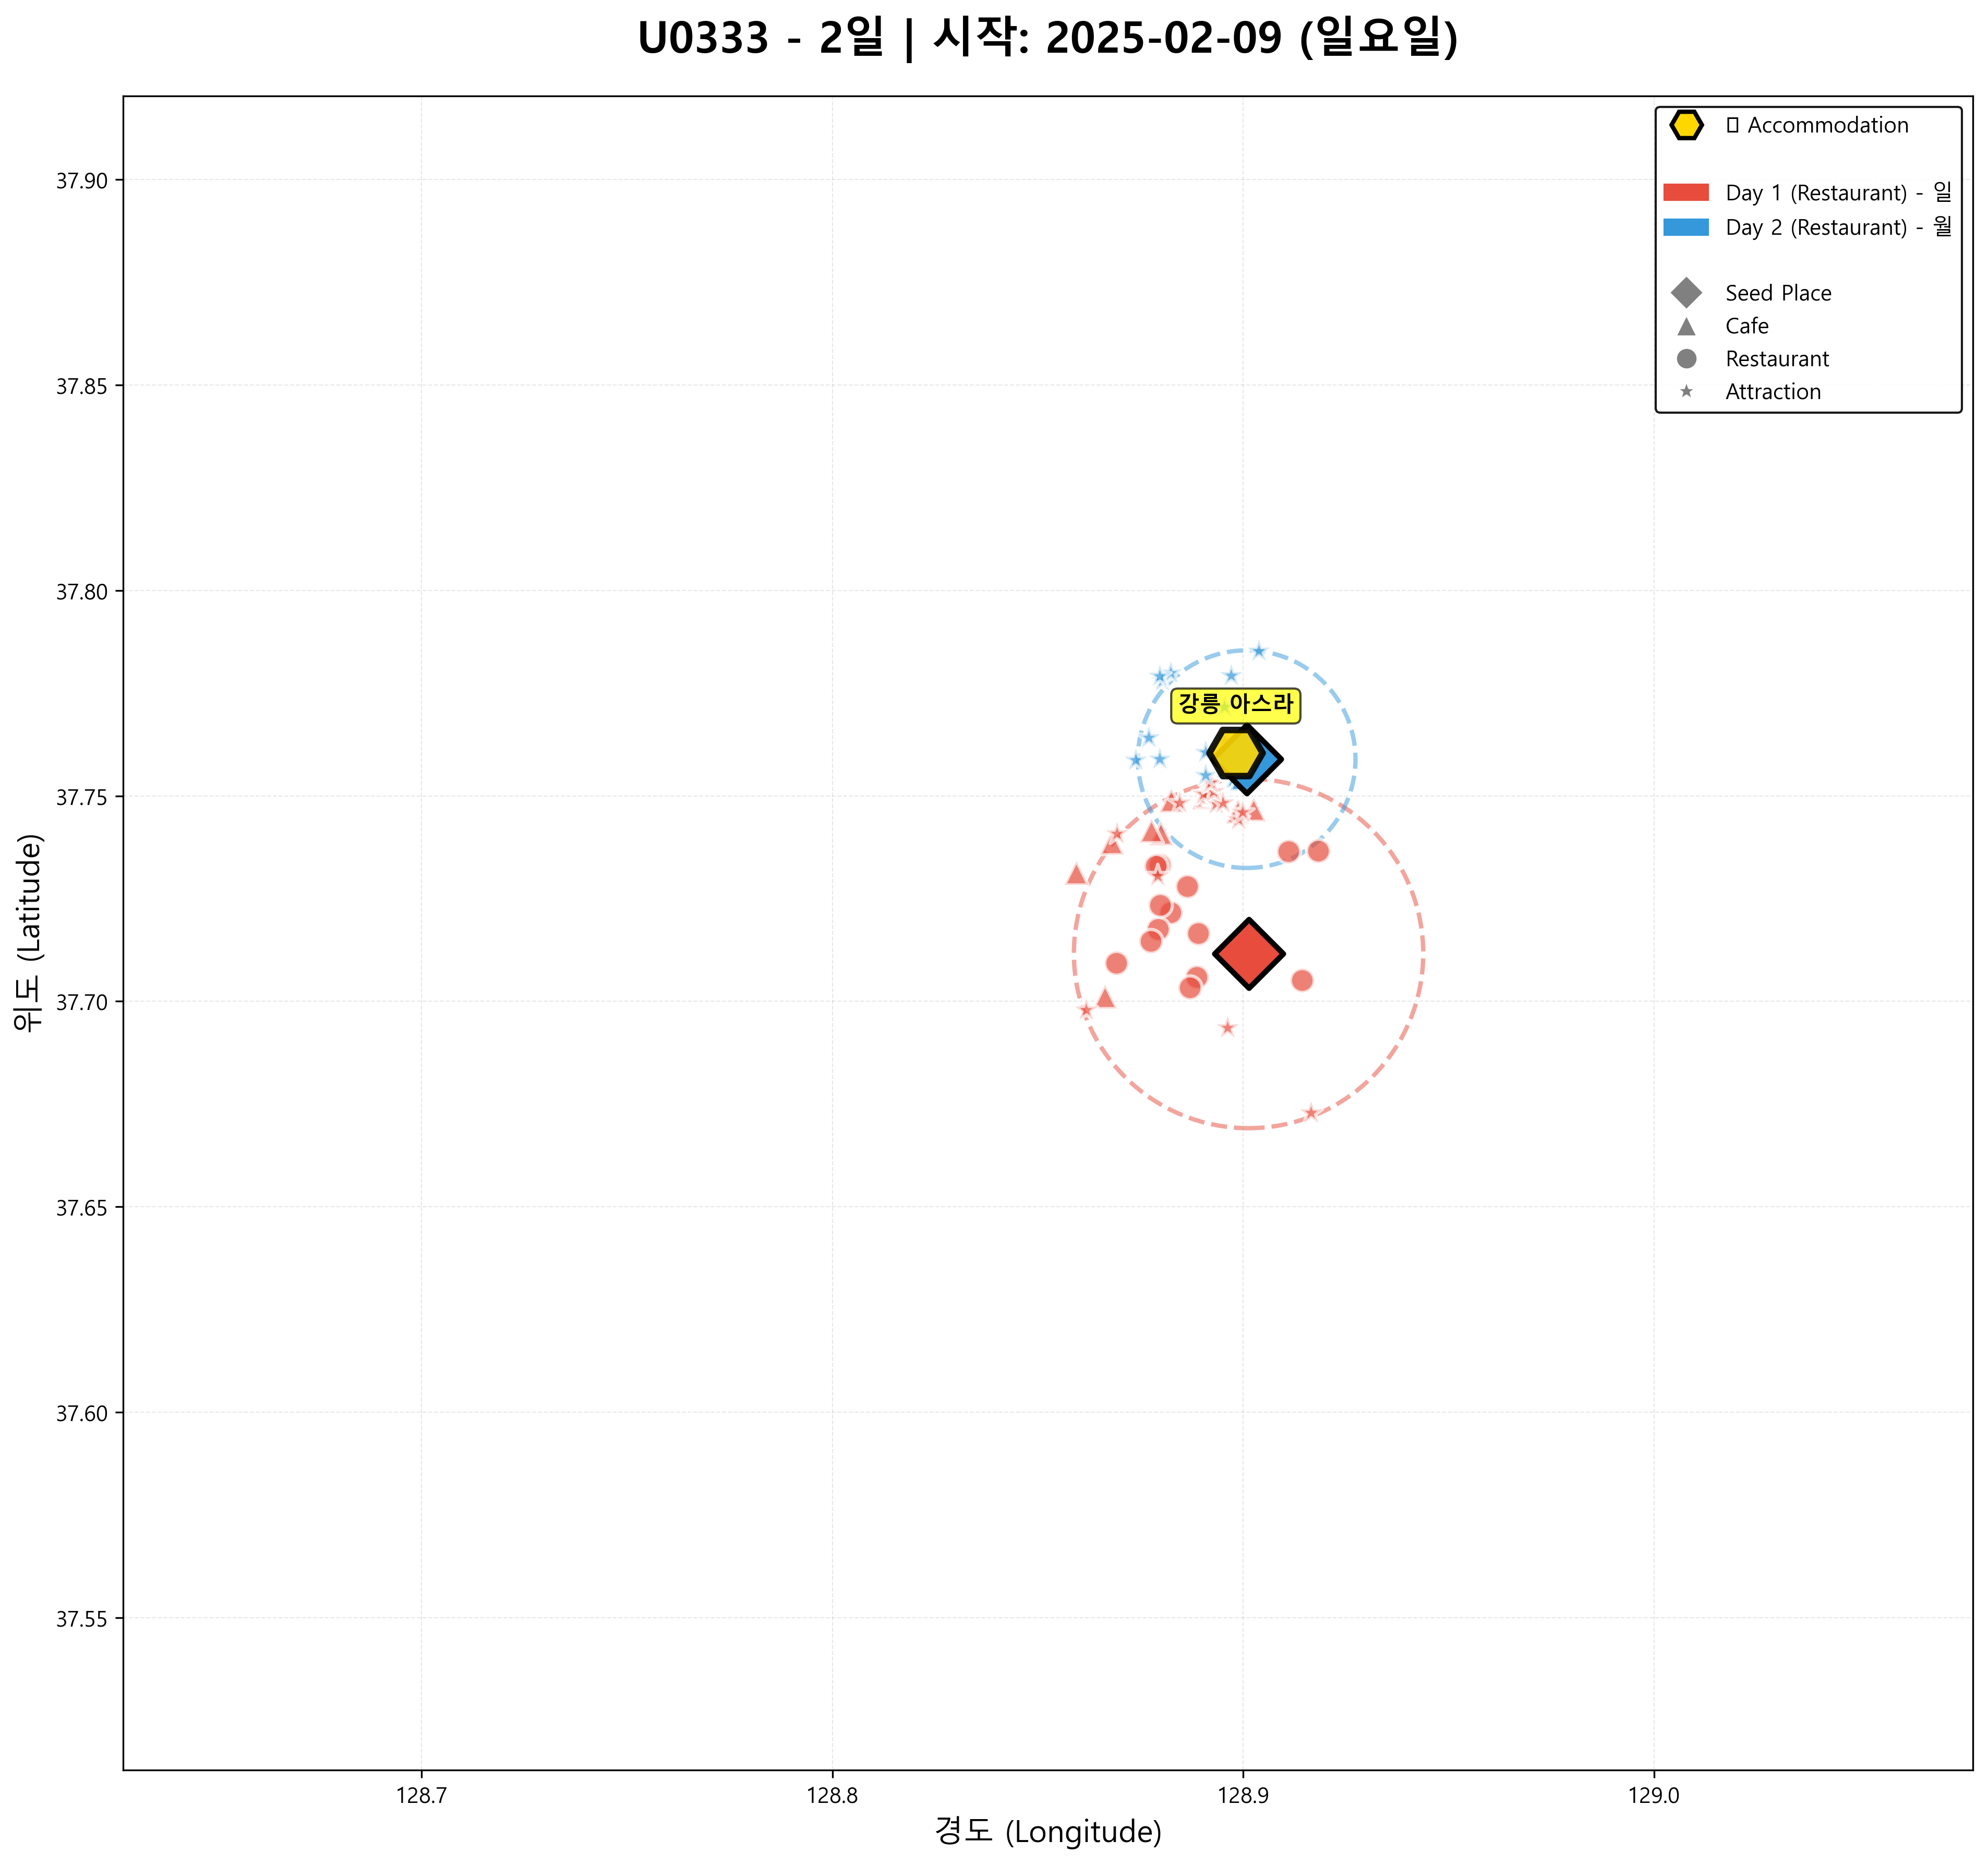 U0333 - 2일 | 시작: 2025-02-09 (일요일)
Accommodation
Day 1 (Restaurant) - 일
Day 2 (Restaurant) - 월
Seed Place
Cafe
Restaurant
Attraction
37.90
37.85
37.80
37.75
37.70
37.65
37.60
37.55
위도 (Latitude)
강릉 아스라
128.7
128.8
128.9
129.0
경도 (Longitude)